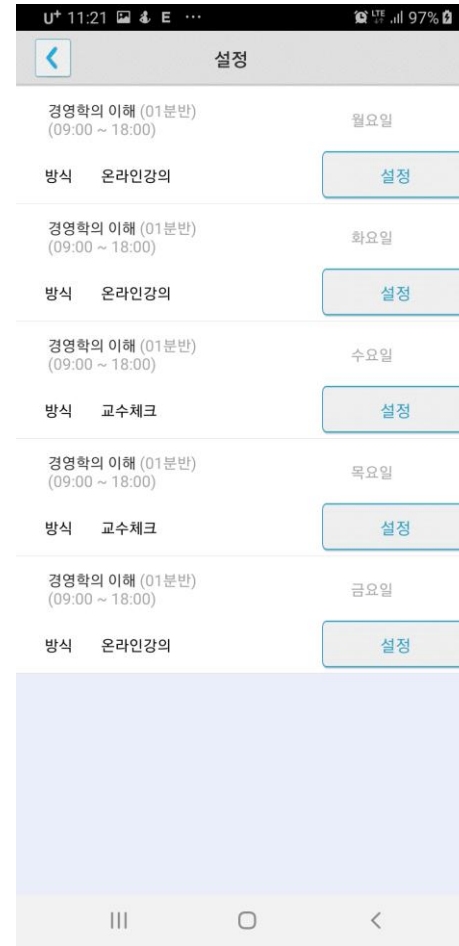 U+ 11:21 E ... LTE 97%
설정
경영학의 이해 (01분반)
(09:00 ~ 18:00)
월요일
방식 온라인강의 설정
경영학의 이해 (01분반)
(09:00 ~ 18:00)
화요일
방식 온라인강의 설정
경영학의 이해 (01분반)
(09:00 ~ 18:00)
수요일
방식 교수체크 설정
경영학의 이해 (01분반)
(09:00 ~ 18:00)
목요일
방식 교수체크 설정
경영학의 이해 (01분반)
(09:00 ~ 18:00)
금요일
방식 온라인강의 설정